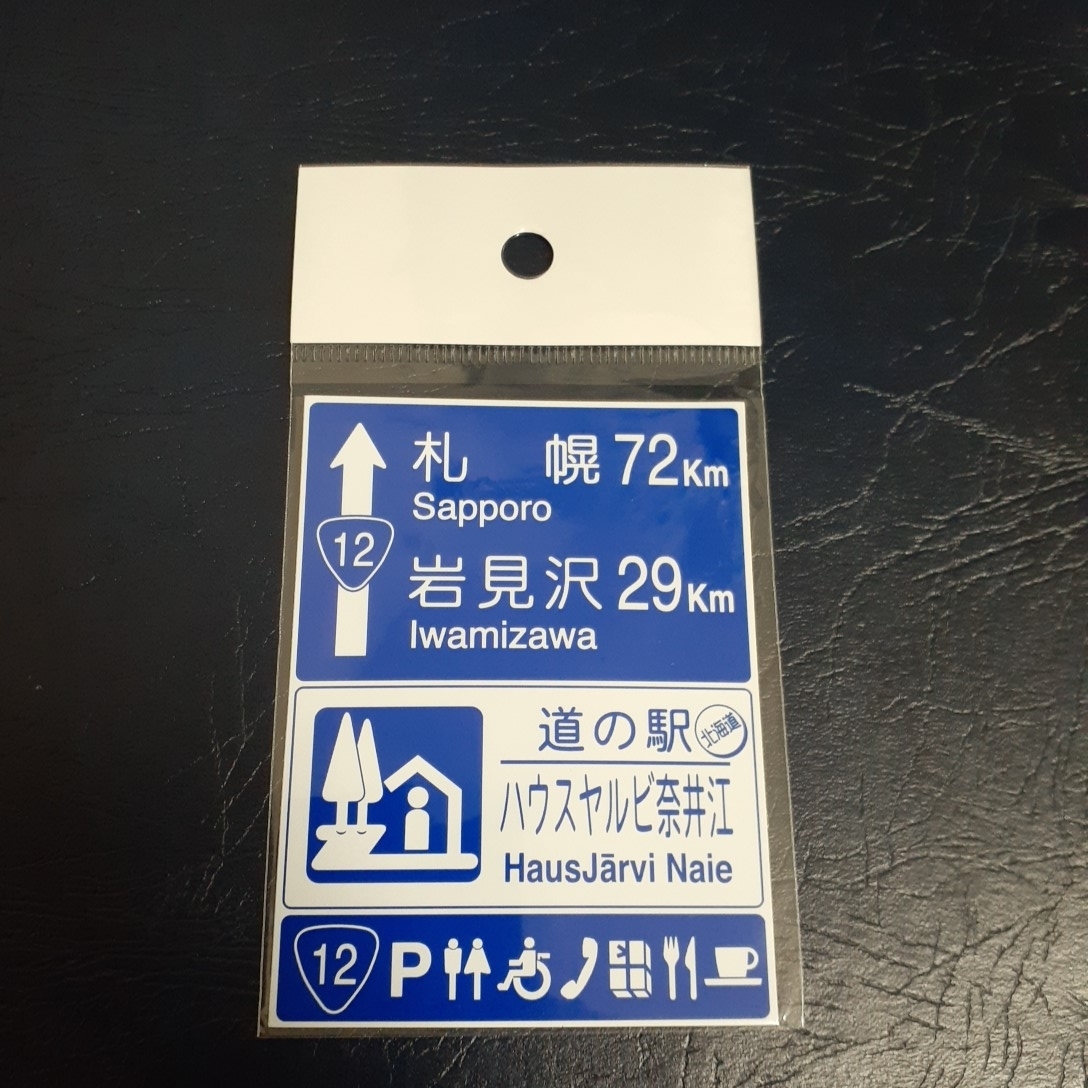 札幌 72Km
Sapporo
12
岩見沢 29Km
Iwamizawa
道の駅 北海道
ハウスヤルビ奈井江
HausJārvi Naie
12 P